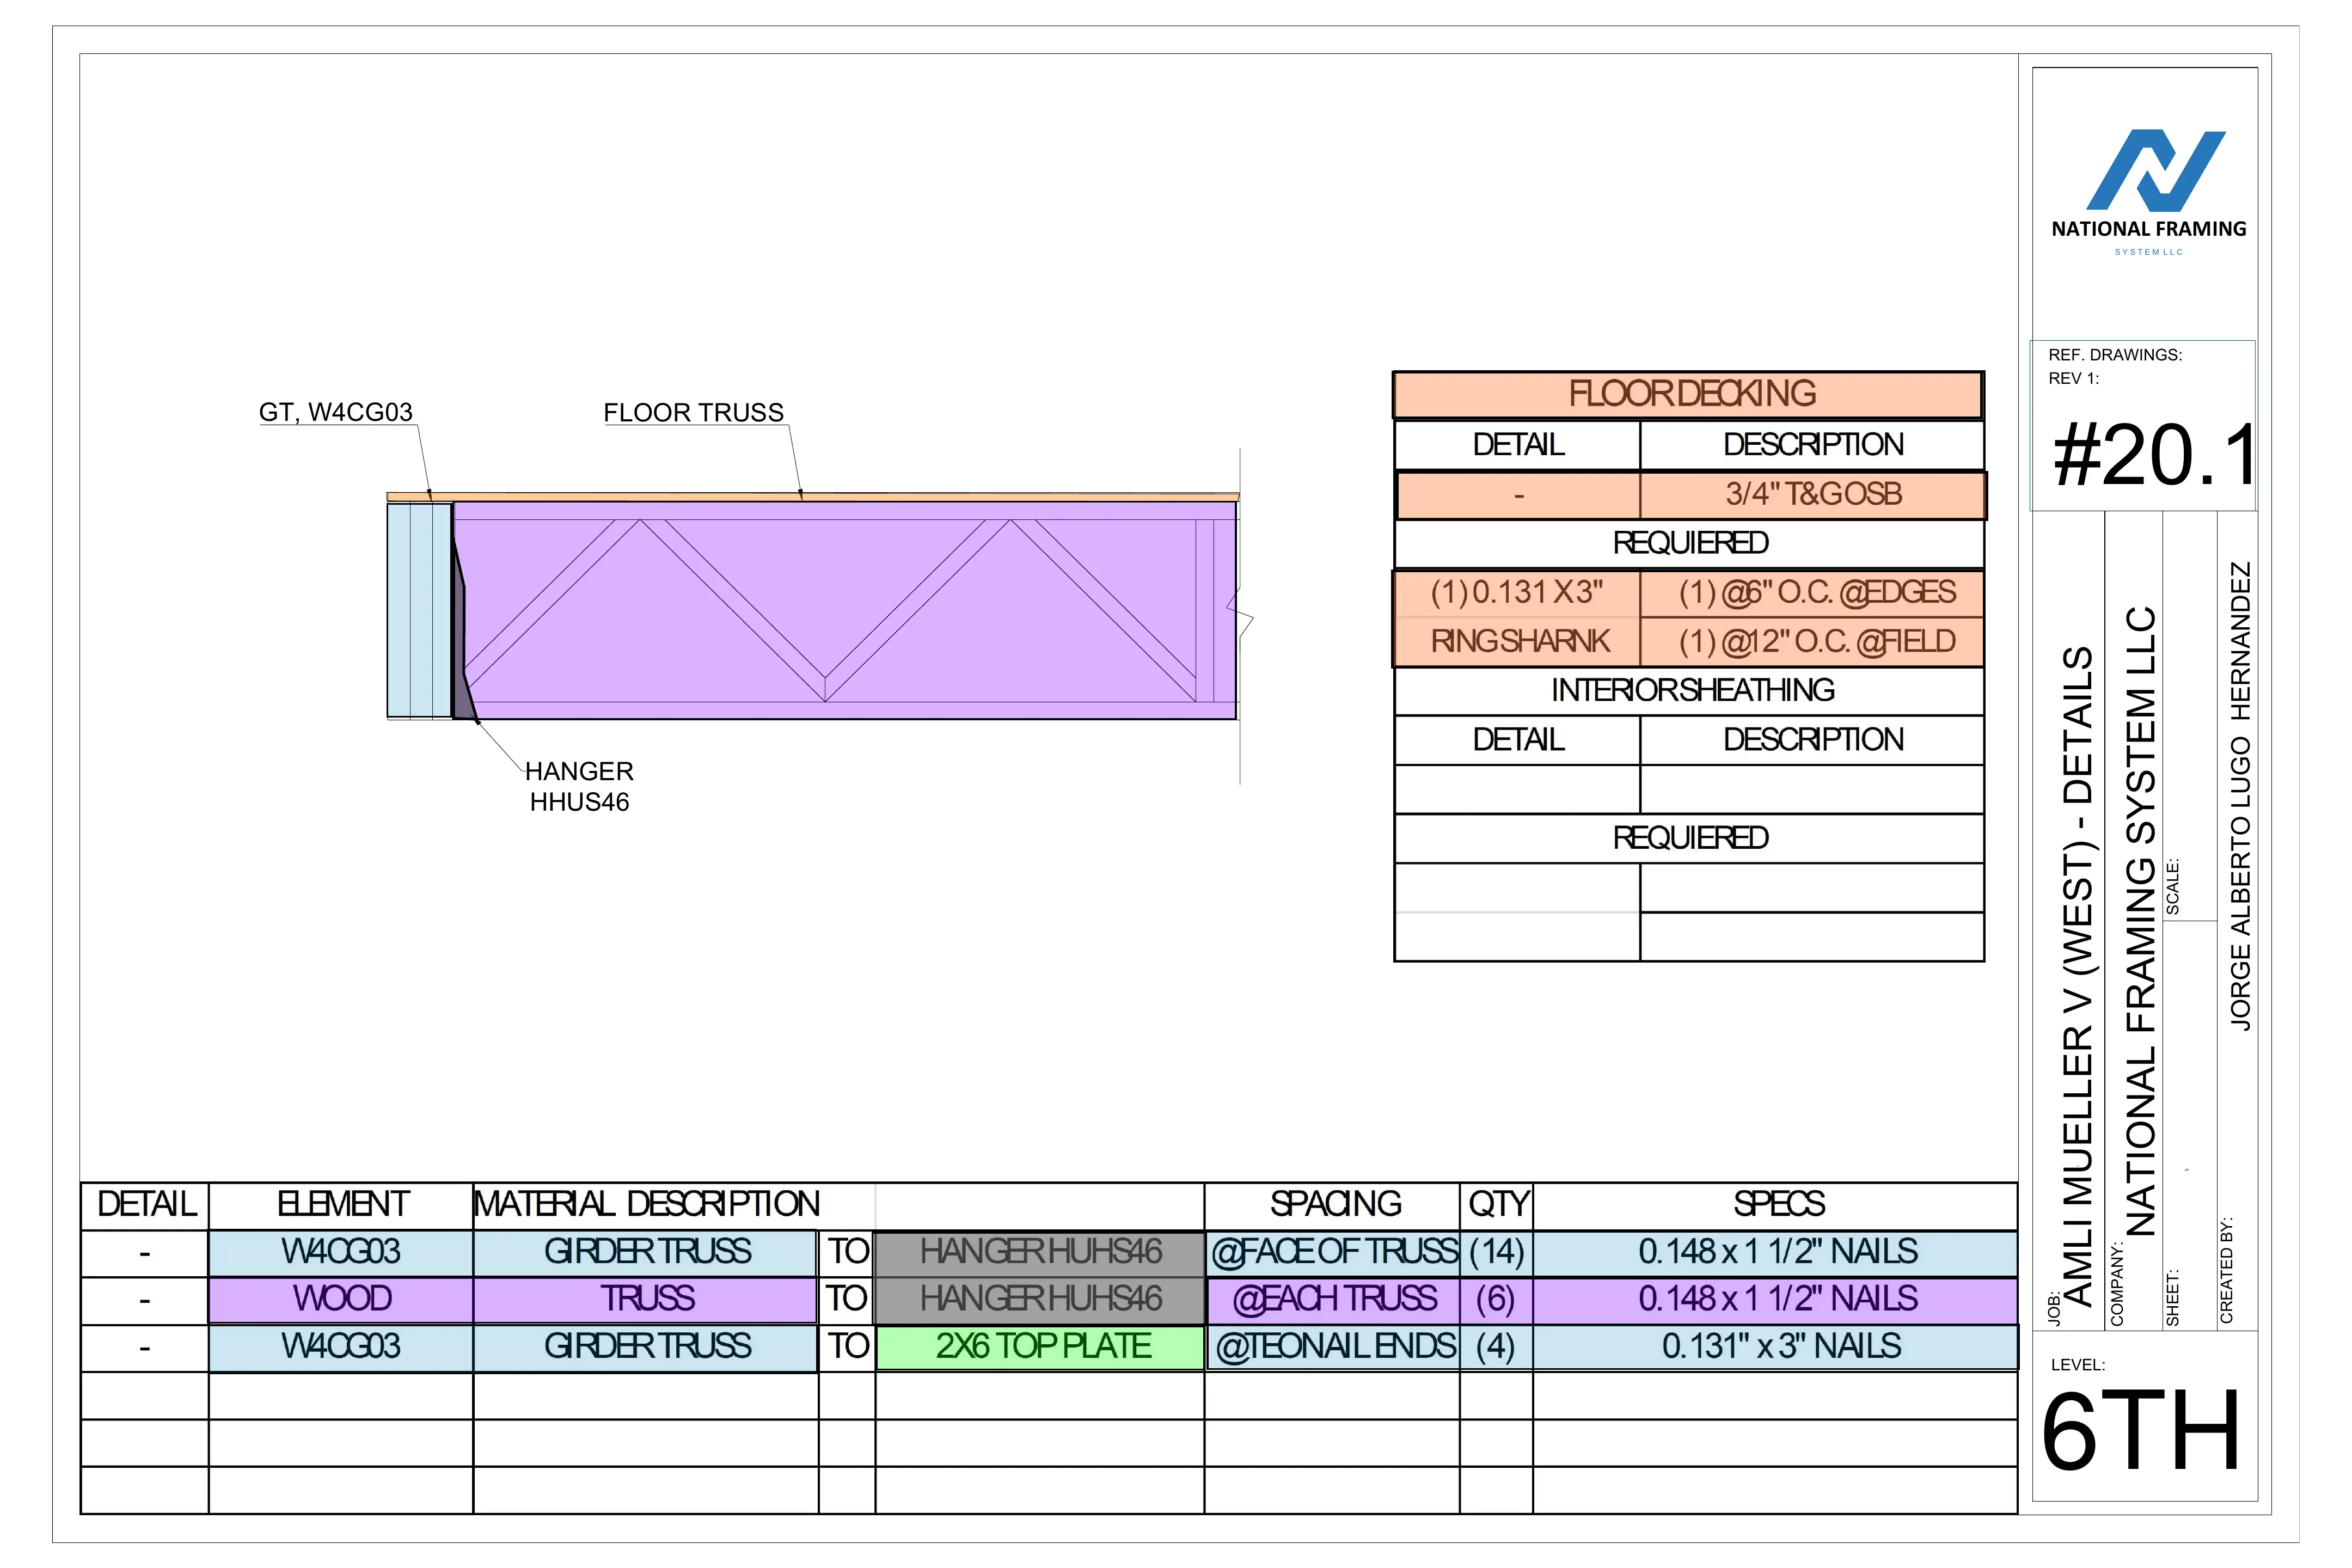 GT, W4CG03
FLOOR TRUSS
HANGER
HHUS46
FLOOR DECKING
DETAIL DESCRIPTION
- 3/4" T&G OSB
REQUIERED
(1) 0.131 X 3" (1) @6" O.C. @EDGES
RING SHARNK (1) @12" O.C. @FIELD
INTERIOR SHEATHING
DETAIL DESCRIPTION
REQUIERED
DETAIL ELEMENT MATERIAL DESCRIPTION SPACING QTY SPECS
- W4CG03 GIRDER TRUSS TO HANGER HUHS46 @FACE OF TRUSS (14) 0.148 x 1 1/2" NAILS
- WOOD TRUSS TO HANGER HUHS46 @EACH TRUSS (6) 0.148 x 1 1/2" NAILS
- W4CG03 GIRDER TRUSS TO 2X6 TOP PLATE @TEONAIL ENDS (4) 0.131" x 3" NAILS
NATIONAL FRAMING
SYSTEM LLC
REF. DRAWINGS:
REV 1:
#20.1
JOB:
AMLI MUELLER V (WEST) - DETAILS
COMPANY:
NATIONAL FRAMING SYSTEM LLC
SHEET:
SCALE:
CREATED BY:
JORGE ALBERTO LUGO HERNANDEZ
LEVEL:
6TH